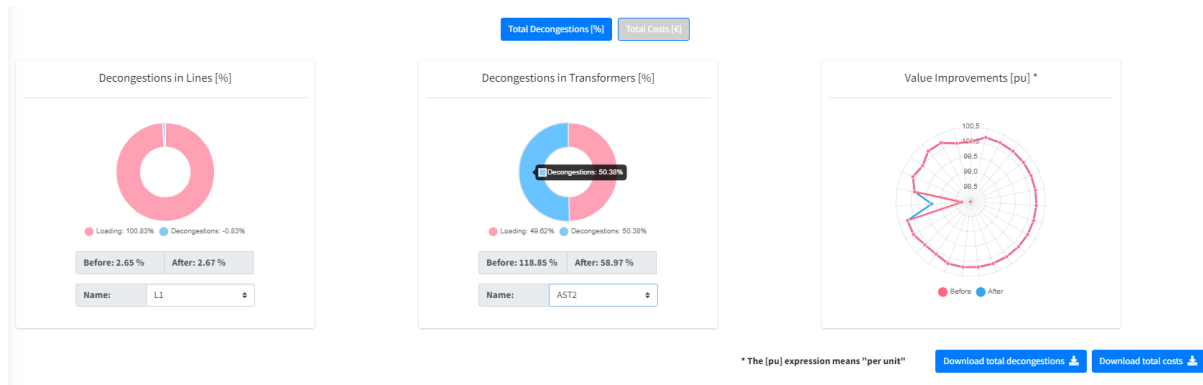 Total Decongestions [%] Total Costs [€]
Decongestions in Lines [%]
Loading: 100.83% Decongestions: -0.83%
Before: 2.65 % After: 2.67 %
Name: L1
Decongestions in Transformers [%]
Decongestions: 50.38%
Loading: 49.62% Decongestions: 50.38%
Before: 118.85 % After: 58.97 %
Name: AST2
Value Improvements [pu] *
100,5
100,0
99,5
99,0
98,5
Before After
* The [pu] expression means "per unit" Download total decongestions Download total costs